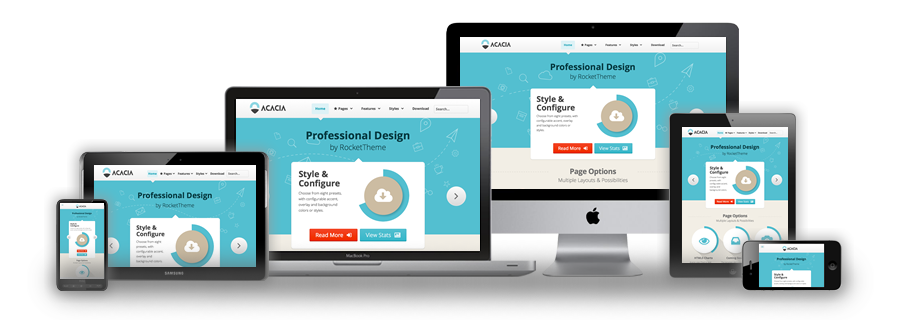 ACACIA
Home Pages Features Styles Download Search...
Professional Design
by RocketTheme
Style &
Configure
Choose from eight
presets, with
configurable accent,
overlay and
background colors or
styles.
Read More View Stats
Page Options
Multiple Layouts & Possibilities
ACACIA
Home Pages Features Styles Download Search...
Professional Design
by RocketTheme
Style &
Configure
Choose from eight presets,
with configurable accent,
overlay and background
colors or styles.
Read More View Stats
MacBook Pro
ACACIA
Home Pages Features Styles Download Search...
Professional Design
by RocketTheme
Style &
Configure
Choose from eight
presets, with
configurable accent,
overlay and
background colors or
SAMSUNG
ACACIA
Professional Design
by RocketTheme
Style &
Configure
Read More View Stats
Page Options
Multiple Layouts & Possibilities
Professional Design
ACACIA
Professional Design
by RocketTheme
Style &
Configure